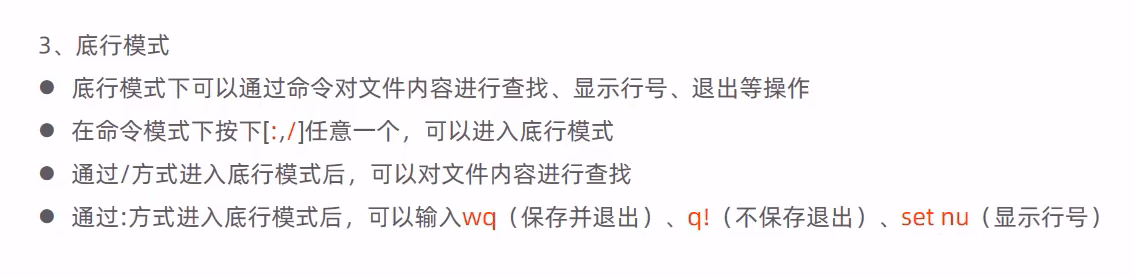 3、底行模式
● 底行模式下可以通过命令对文件内容进行查找、显示行号、退出等操作
● 在命令模式下按下[:,/]任意一个，可以进入底行模式
● 通过/方式进入底行模式后，可以对文件内容进行查找
● 通过:方式进入底行模式后，可以输入wq（保存并退出）、q!（不保存退出）、set nu（显示行号）